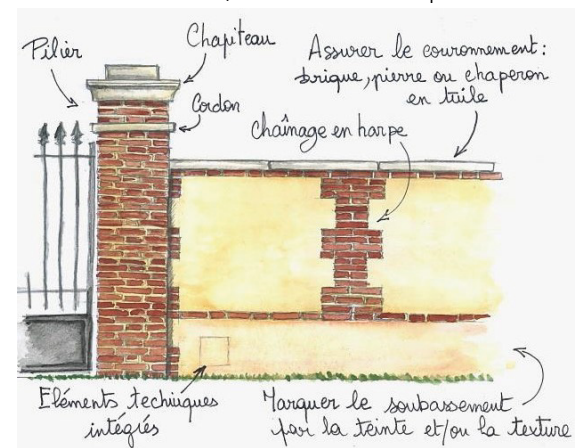 Pilier
Chapiteau
Cordon
Assurer le couronnement :
brique, pierre ou chaperon
en tuile
Chaînage en harpe
Eléments techniques
intégrés
Marquer le soubassement
par la teinte et/ou la texture